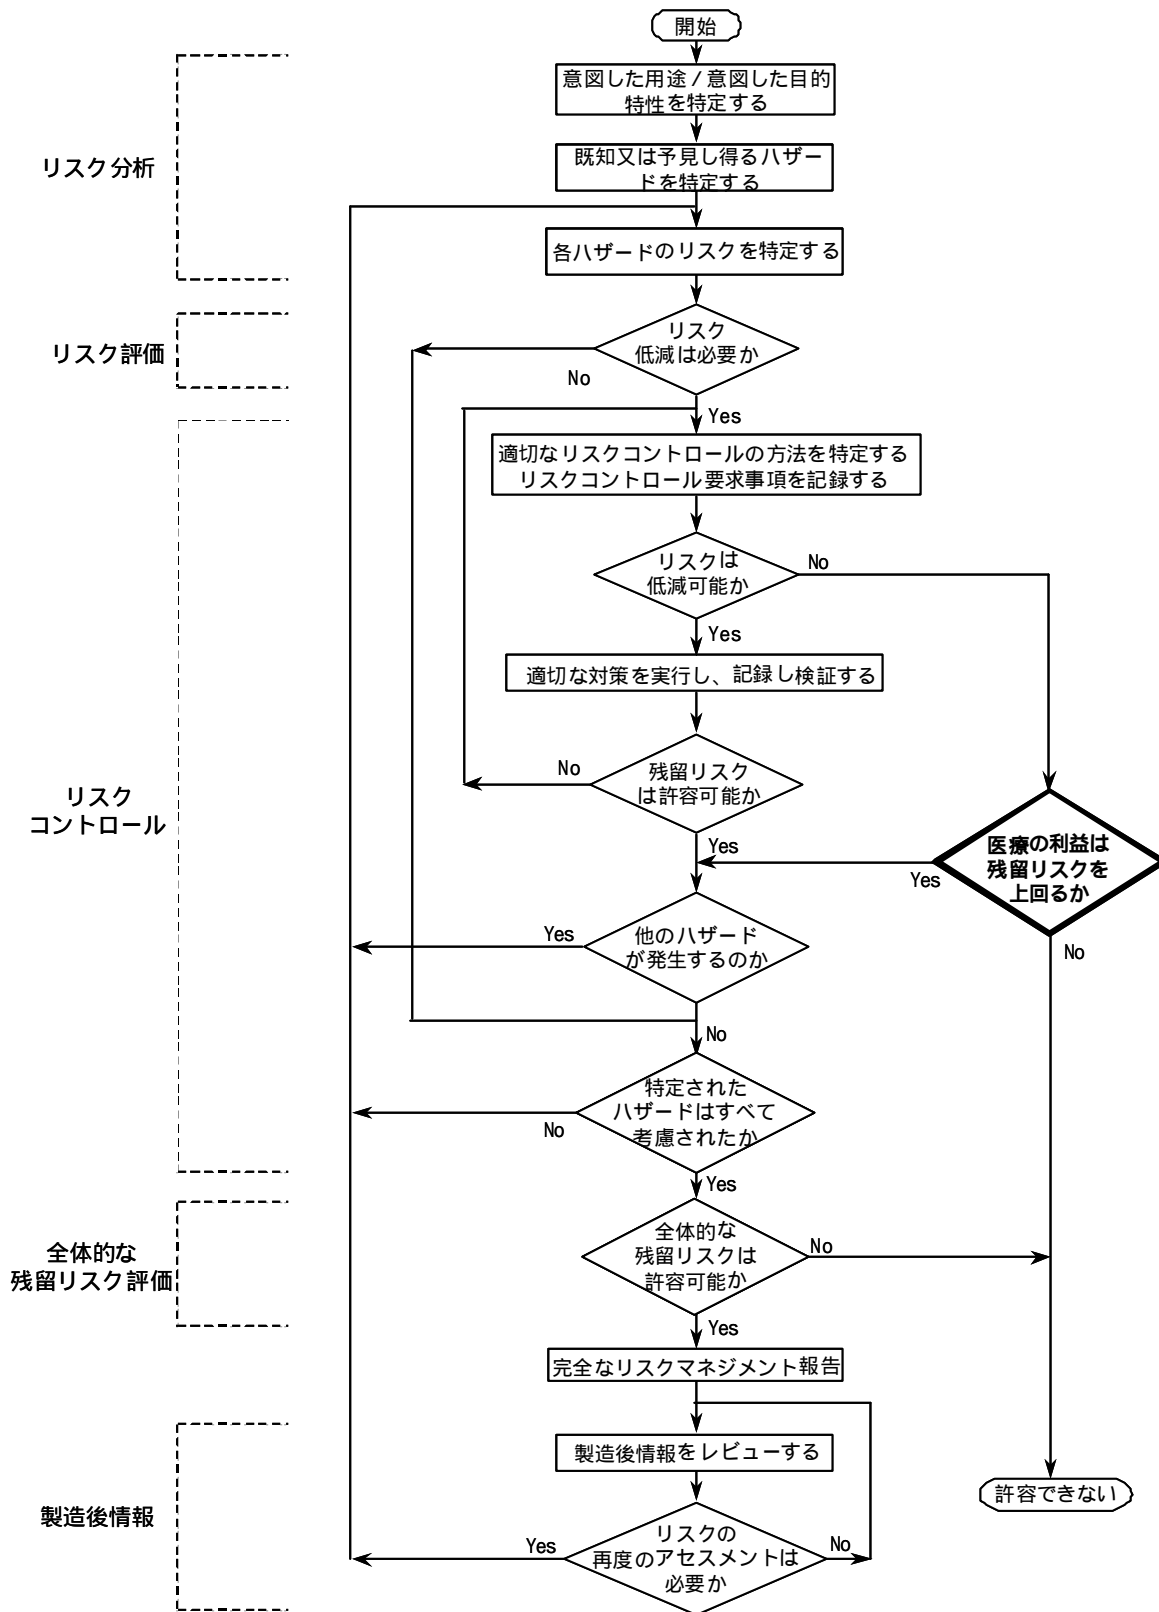 開始
意図した用途/意図した目的
特性を特定する
リスク分析
既知又は予見し得るハザー
ドを特定する
各ハザードのリスクを特定する
リスク評価
リスク
低減は必要か
No
Yes
適切なリスクコントロールの方法を特定する
リスクコントロール要求事項を記録する
リスクは
低減可能か
No
Yes
適切な対策を実行し、記録し検証する
リスク
コントロール
残留リスク
は許容可能か
No
Yes
医療の利益は
残留リスクを
上回るか
Yes
No
他のハザード
が発生するのか
Yes
No
特定された
ハザードはすべて
考慮されたか
No
Yes
全体的な
残留リスク評価
全体的な
残留リスクは
許容可能か
No
Yes
完全なリスクマネジメント報告
製造後情報
製造後情報をレビューする
許容できない
リスクの
再度のアセスメントは
必要か
Yes
No